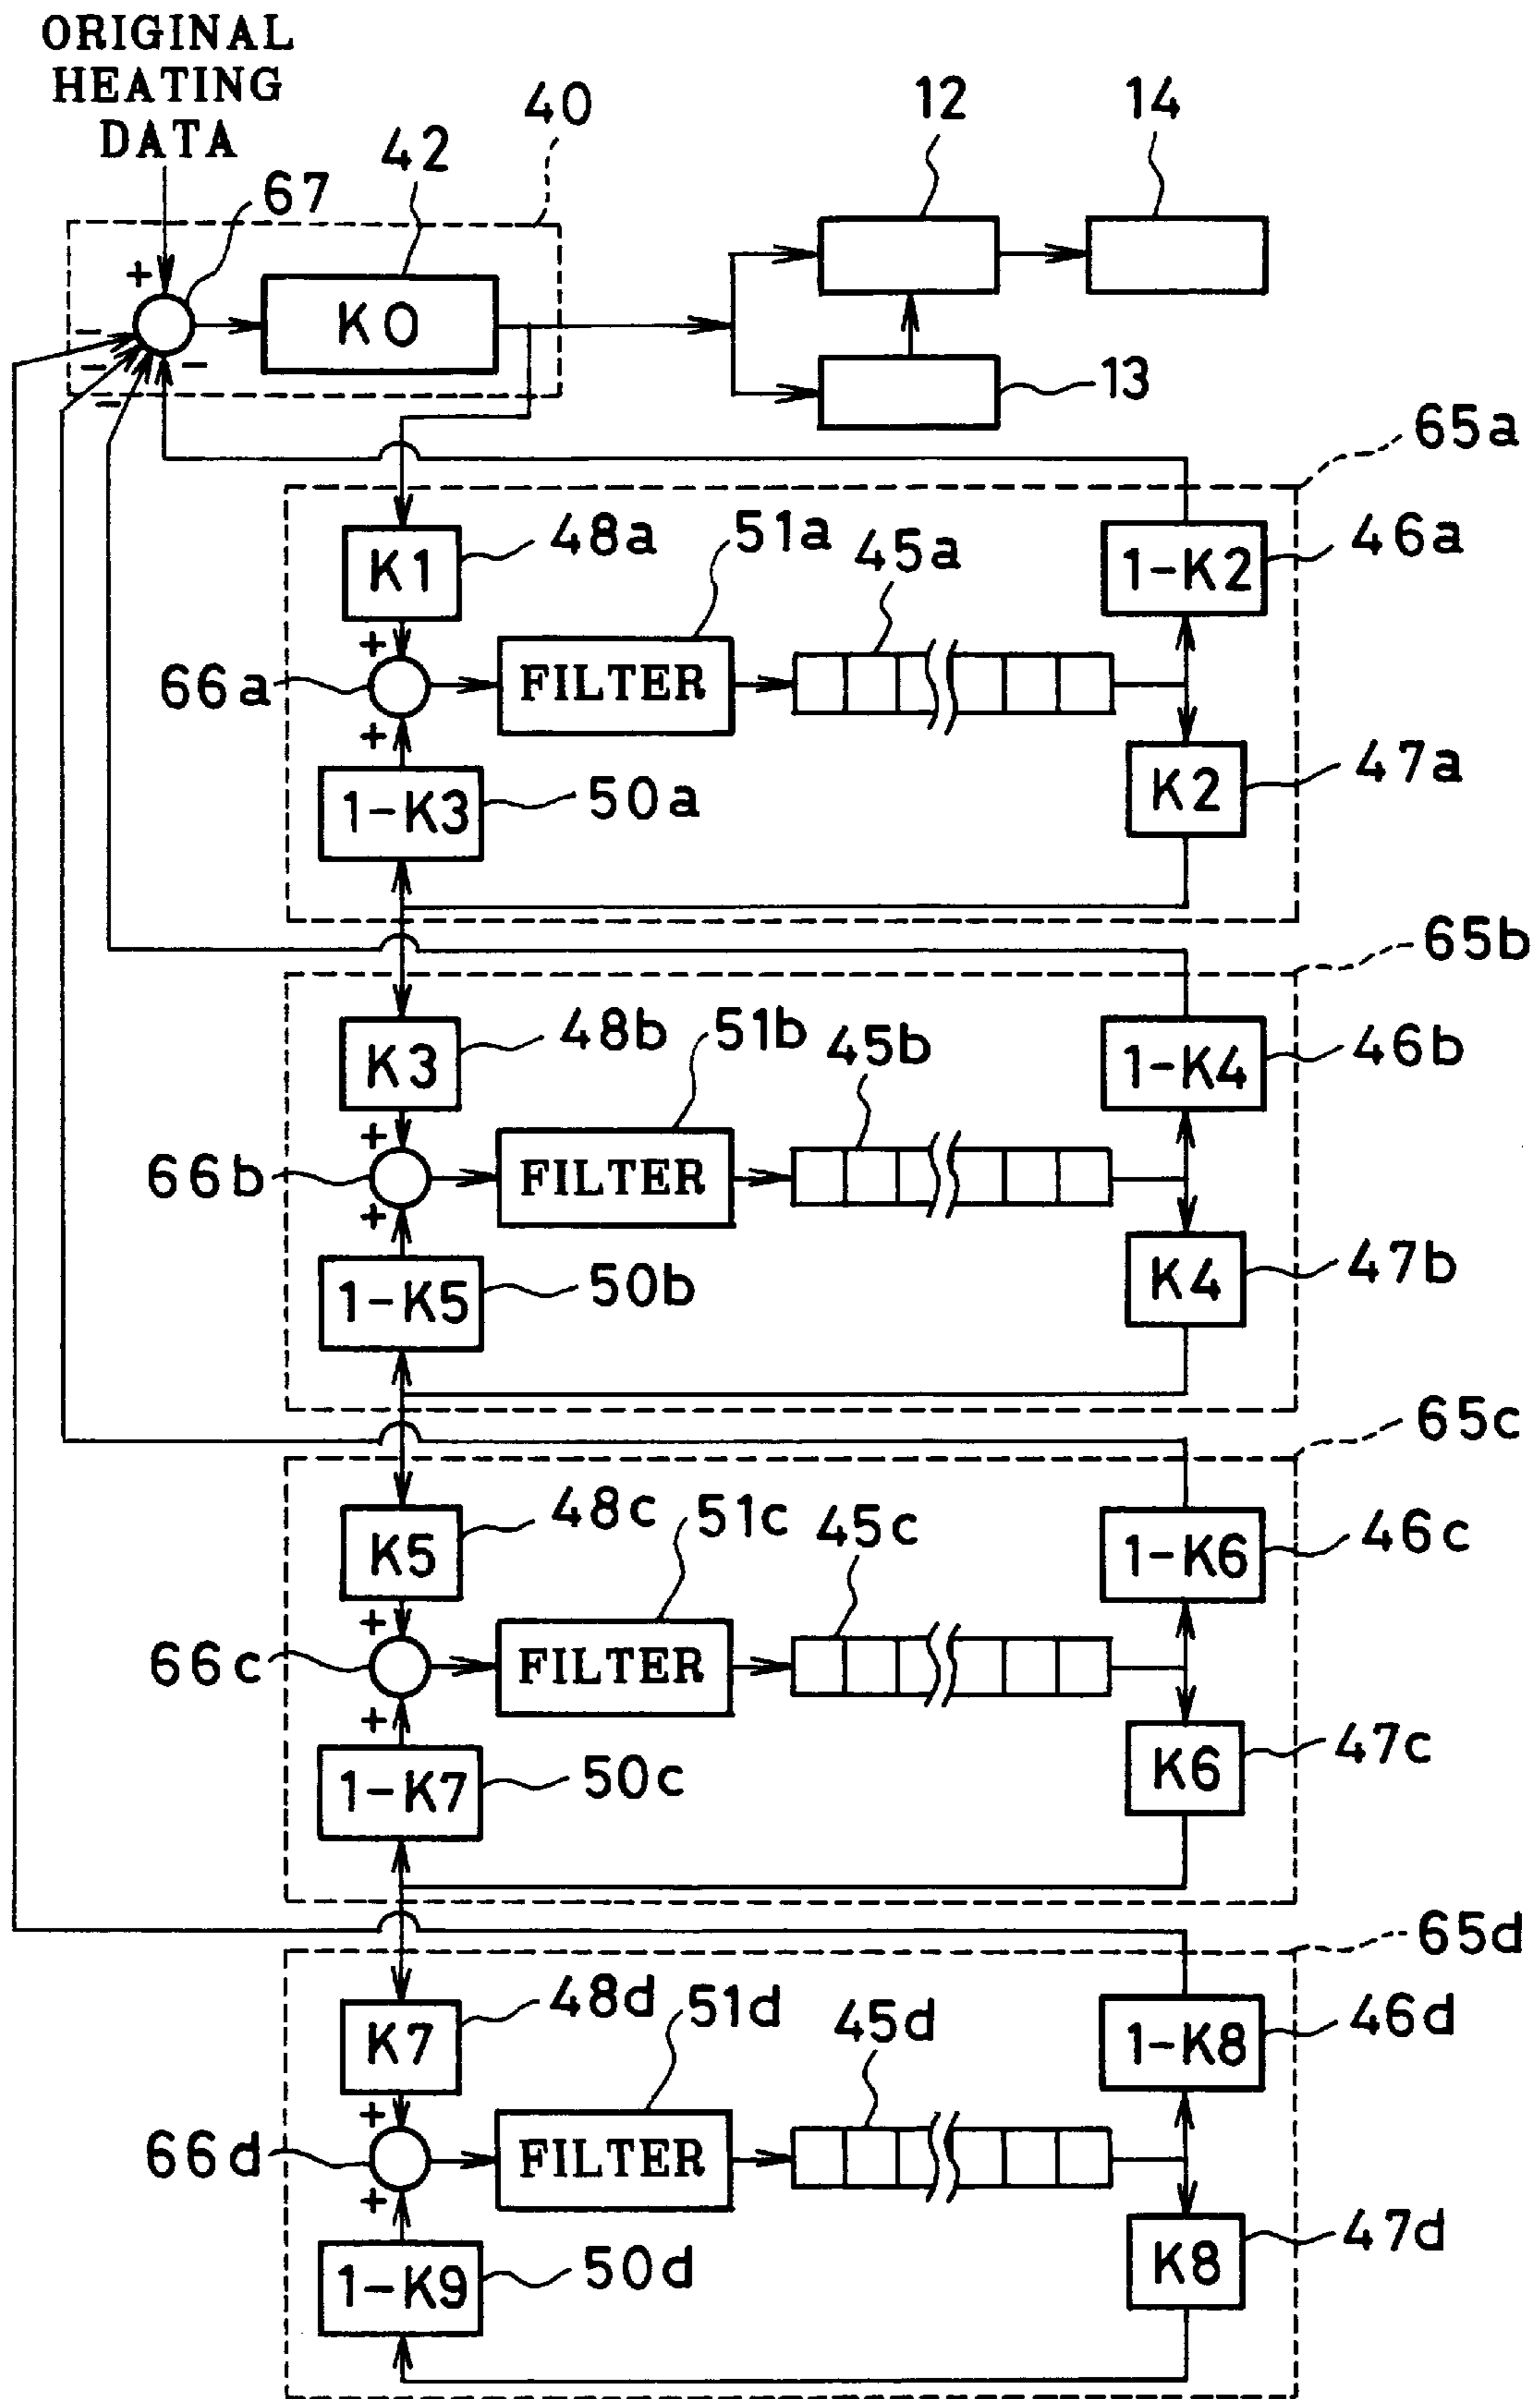 ORIGINAL
HEATING
DATA
40
12
14
42
67
+
K0
-
-
-
-
13
65a
48a
51a
45a
46a
K1
1-K2
+
66a
FILTER
+
47a
K2
1-K3
50a
65b
48b
51b
45b
46b
K3
1-K4
+
66b
FILTER
+
47b
K4
1-K5
50b
65c
48c
51c
45c
46c
K5
1-K6
+
66c
FILTER
+
47c
K6
1-K7
50c
65d
48d
51d
45d
46d
K7
1-K8
+
66d
FILTER
+
47d
K8
1-K9
50d